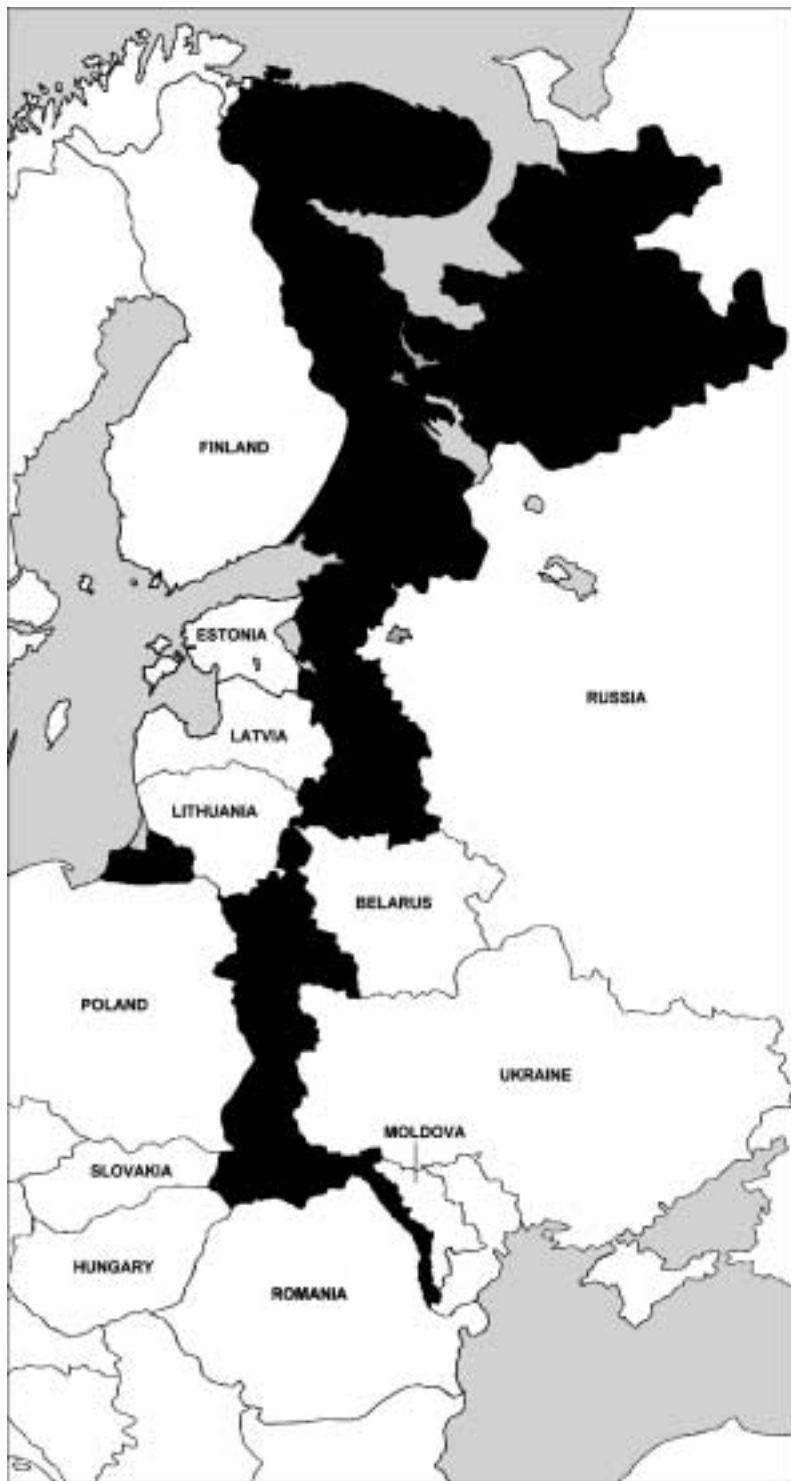 FINLAND
ESTONIA
RUSSIA
LATVIA
LITHUANIA
BELARUS
POLAND
UKRAINE
MOLDOVA
SLOVAKIA
HUNGARY
ROMANIA